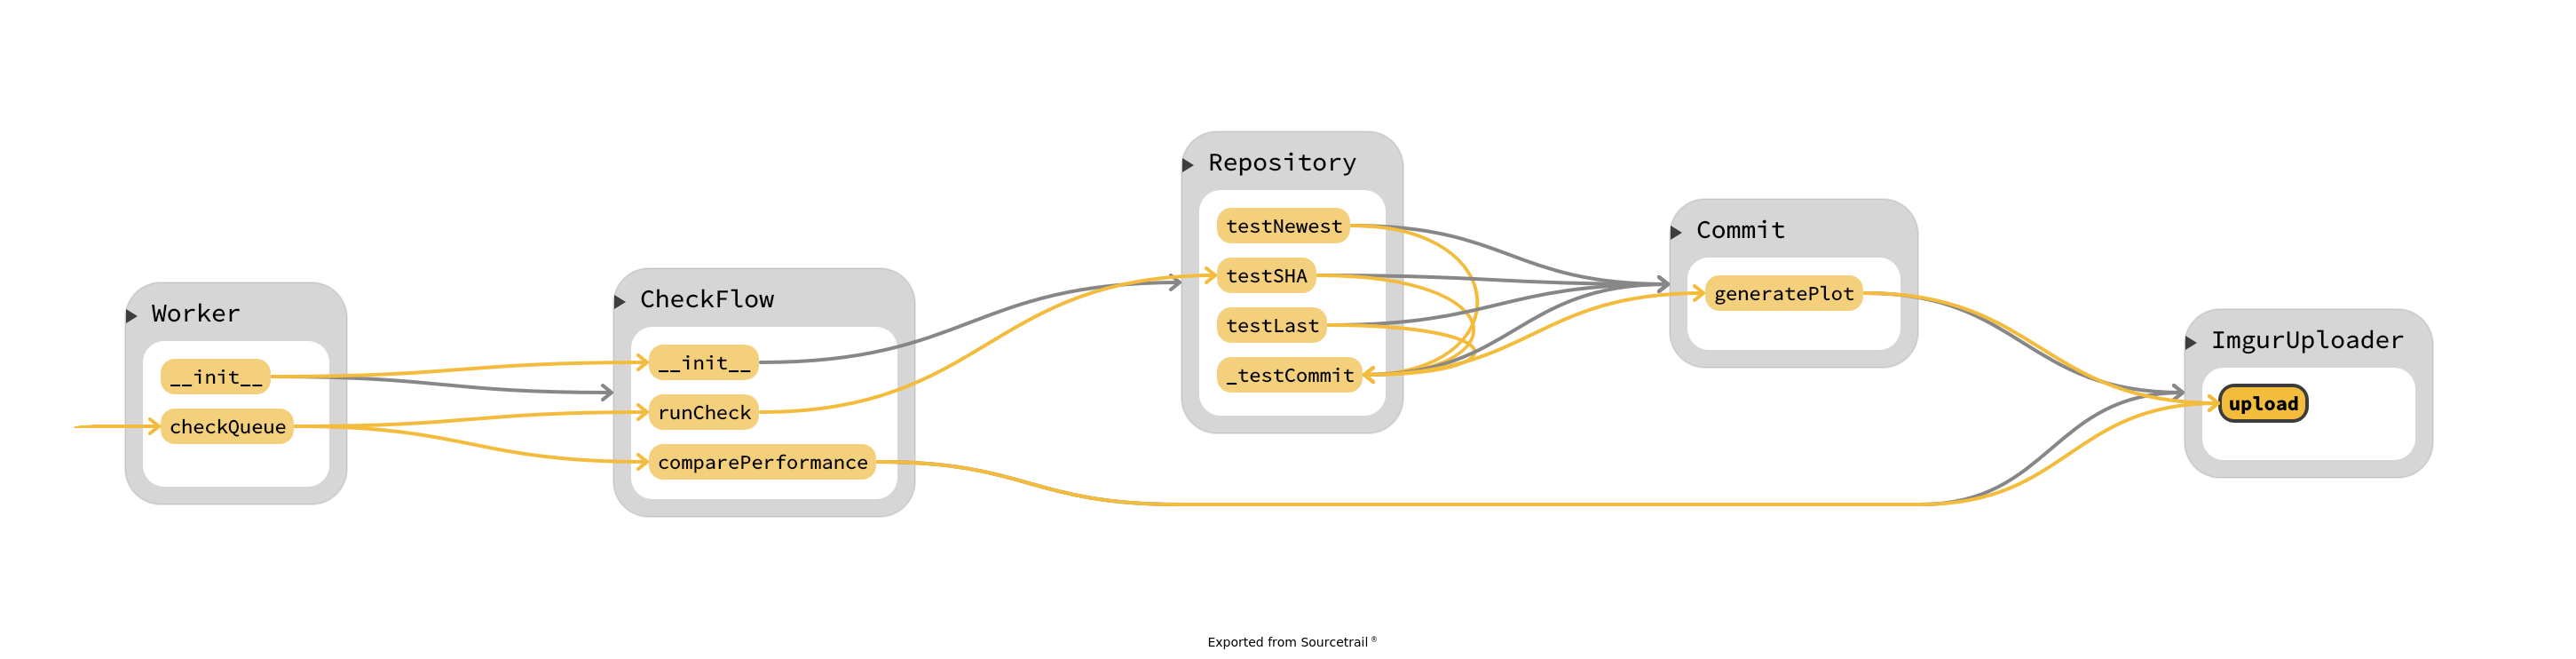 Worker
__init__
checkQueue
CheckFlow
__init__
runCheck
comparePerformance
Repository
testNewest
testSHA
testLast
_testCommit
Commit
generatePlot
ImgurUploader
upload
Exported from Sourcetrail ®